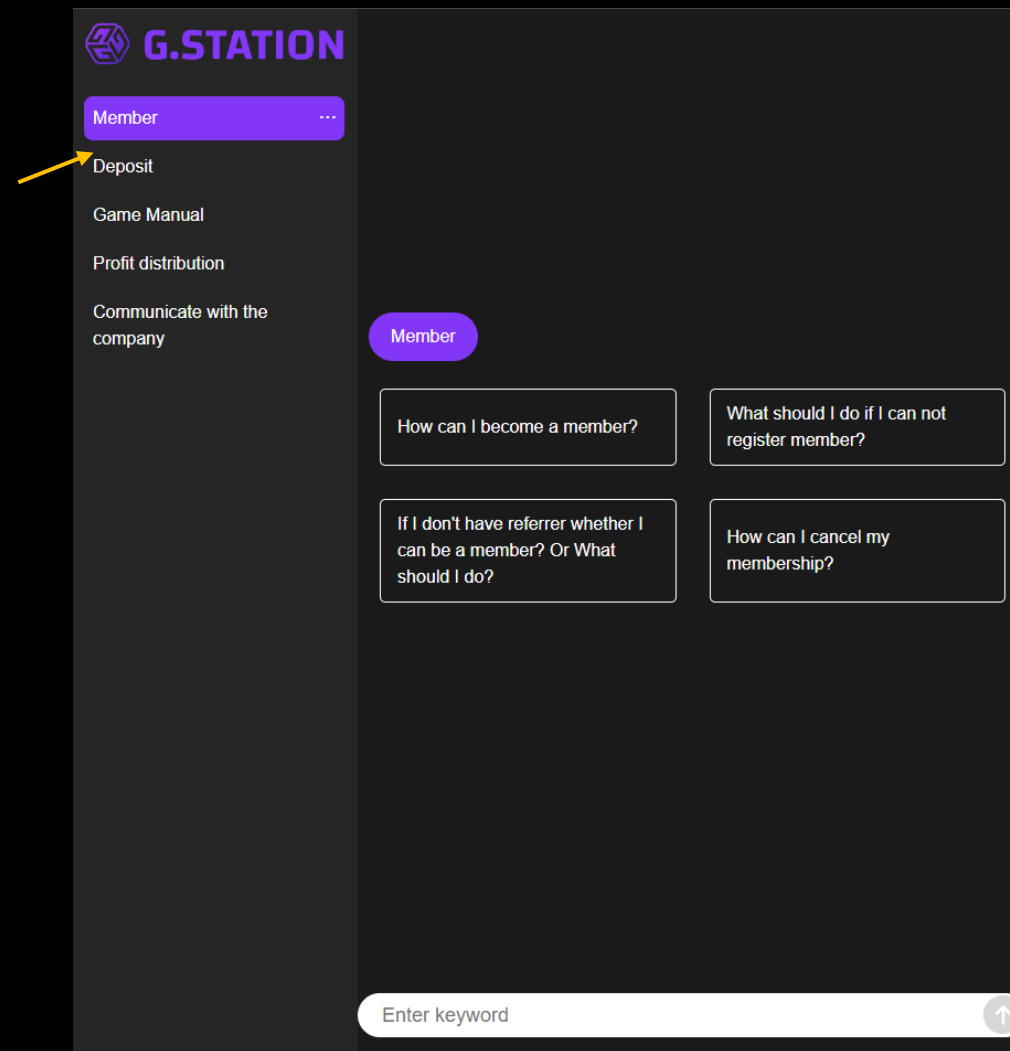 G.STATION
Member ...
Deposit
Game Manual
Profit distribution
Communicate with the
company
Member
How can I become a member?
What should I do if I can not
register member?
If I don't have referrer whether I
can be a member? Or What
should I do?
How can I cancel my
membership?
Enter keyword